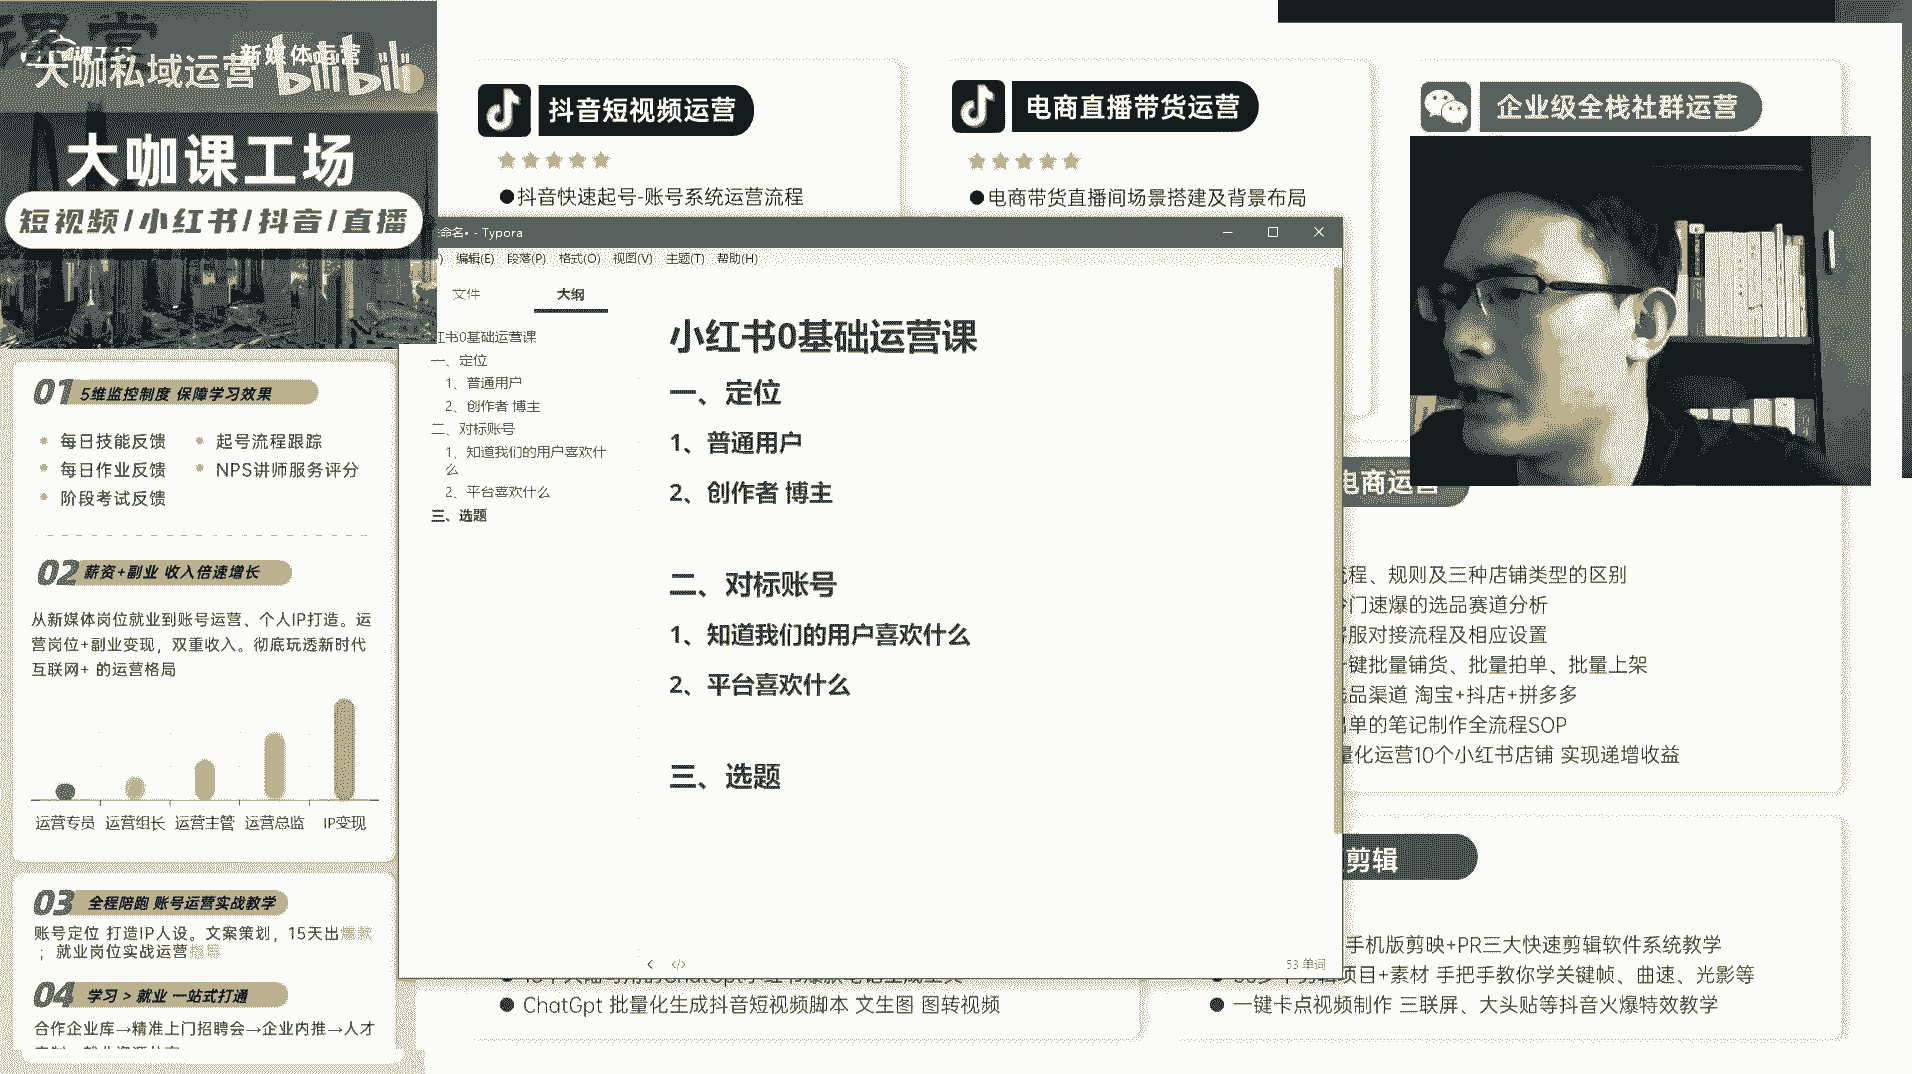 大咖私域运营
新媒体运营
bilibili
大咖课工场
短视频/小红书/抖音/直播
01 5维监控制度 保障学习效果
每日技能反馈
起号流程跟踪
每日作业反馈
NPS讲师服务评分
阶段考试反馈
02 薪资+副业 收入倍速增长
从新媒体岗位就业到账号运营、个人IP打造。运
营岗位+副业变现，双重收入。彻底玩透新时代
互联网+ 的运营格局
运营专员 运营组长 运营主管 运营总监 IP变现
03 全程陪跑 账号运营实战教学
账号定位 打造IP人设。文案策划，15天出爆款
；就业岗位实战运营指导
04 学习 > 就业 一站式打通
合作企业库→精准上门招聘会→企业内推→人才
抖音短视频运营
●抖音快速起号-账号系统运营流程
电商直播带货运营
●电商带货直播间场景搭建及背景布局
企业级全栈社群运营
命名• - Typora
编辑(E) 段落(P) 格式(O) 视图(V) 主题(T) 帮助(H)
文件 大纲
红书0基础运营课
一、定位
1、普通用户
2、创作者 博主
二、对标账号
1、知道我们的用户喜欢什
么
2、平台喜欢什么
三、选题
小红书0基础运营课
一、定位
1、普通用户
2、创作者 博主
二、对标账号
1、知道我们的用户喜欢什么
2、平台喜欢什么
三、选题
53 单词
电商运营
流程、规则及三种店铺类型的区别
冷门速爆的选品赛道分析
客服对接流程及相应设置
一键批量铺货、批量拍单、批量上架
选品渠道 淘宝+抖店+拼多多
出单的笔记制作全流程SOP
量化运营10个小红书店铺 实现递增收益
剪辑
手机版剪映+PR三大快速剪辑软件系统教学
项目+素材 手把手教你学关键帧、曲速、光影等
● 一键卡点视频制作 三联屏、大头贴等抖音火爆特效教学
● ChatGpt 批量化生成抖音短视频脚本 文生图 图转视频